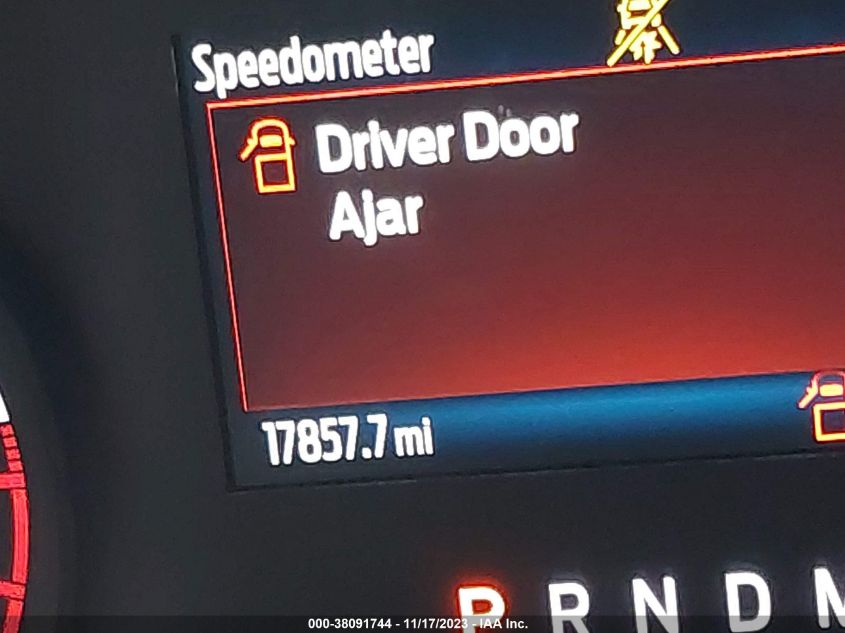 Speedometer
Driver Door
Ajar
17857.7 mi
P R N D M
000-38091744 - 11/17/2023 - IAA Inc.